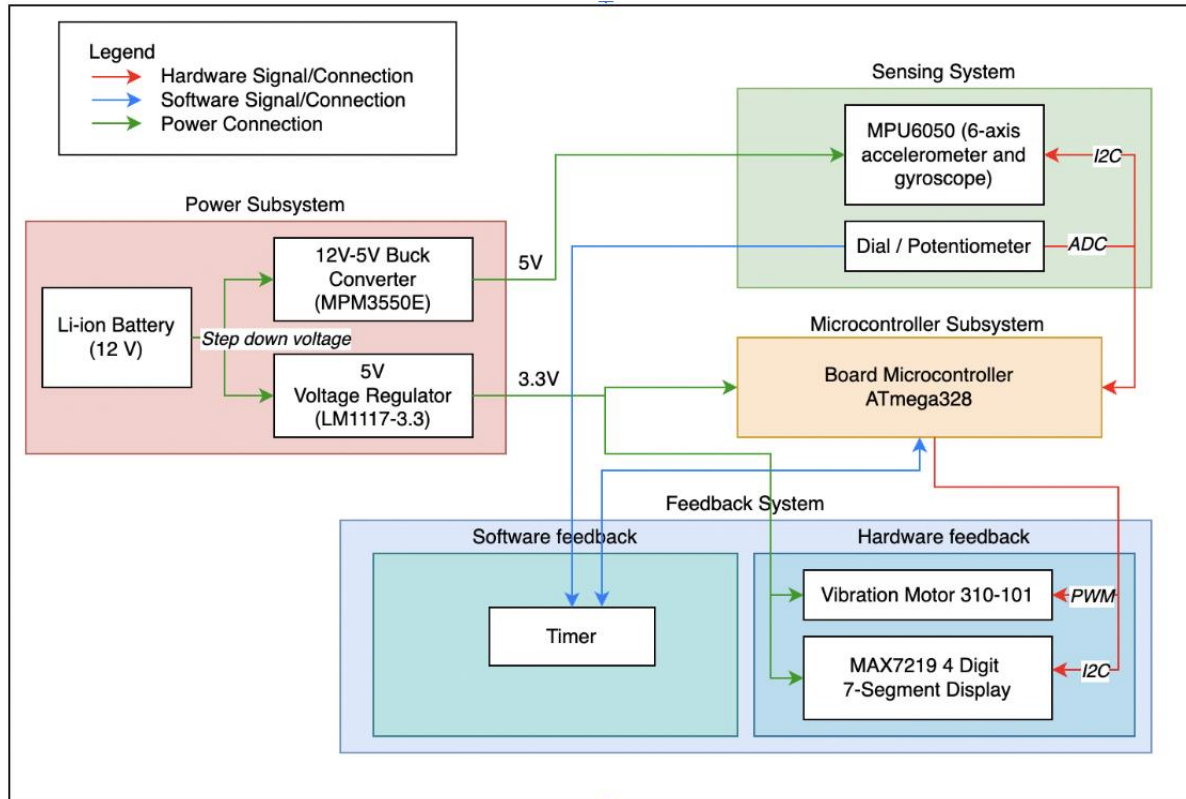 Legend
Hardware Signal/Connection
Software Signal/Connection
Power Connection
Sensing System
MPU6050 (6-axis
accelerometer and
gyroscope)
I2C
Dial / Potentiometer
ADC
Power Subsystem
12V-5V Buck
Converter
(MPM3550E)
5V
Li-ion Battery
(12 V)
Step down voltage
5V
Voltage Regulator
(LM1117-3.3)
3.3V
Microcontroller Subsystem
Board Microcontroller
ATmega328
Feedback System
Software feedback
Timer
Hardware feedback
Vibration Motor 310-101
PWM
MAX7219 4 Digit
7-Segment Display
I2C